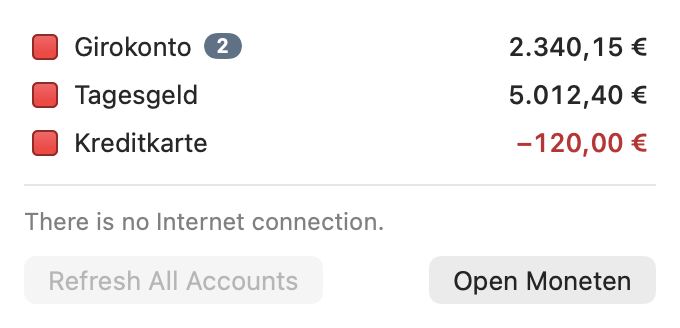 Girokonto 2 2.340,15 €
Tagesgeld 5.012,40 €
Kreditkarte –120,00 €
There is no Internet connection.
Refresh All Accounts Open Moneten